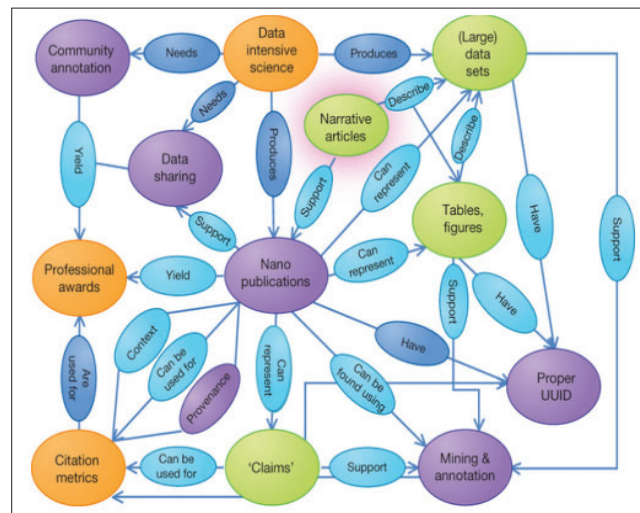 Community
annotation
Needs
Data
intensive
science
Produces
(Large)
data
sets
Needs
Describe
Narrative
articles
Yield
Data
sharing
Produces
Support
Can
represent
Describe
Have
Support
Tables,
figures
Support
Professional
awards
Yield
Nano
publications
Can
represent
Support
Have
Context
Can be
used for
Provenance
Can
represent
Can be
found using
Have
Are
used for
Proper
UUID
Citation
metrics
Can be
used for
'Claims'
Support
Mining &
annotation